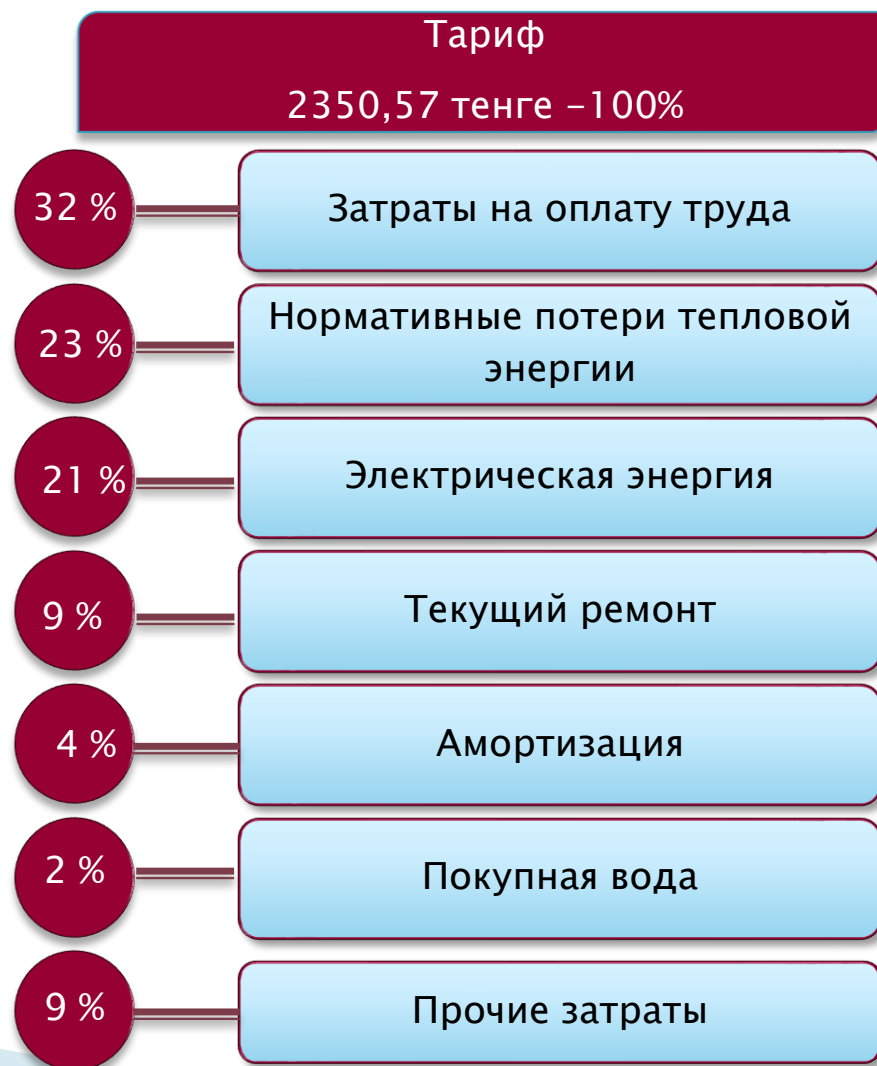 Тариф
2350,57 тенге –100%
32 %
Затраты на оплату труда
23 %
Нормативные потери тепловой
энергии
21 %
Электрическая энергия
9 %
Текущий ремонт
4 %
Амортизация
2 %
Покупная вода
9 %
Прочие затраты